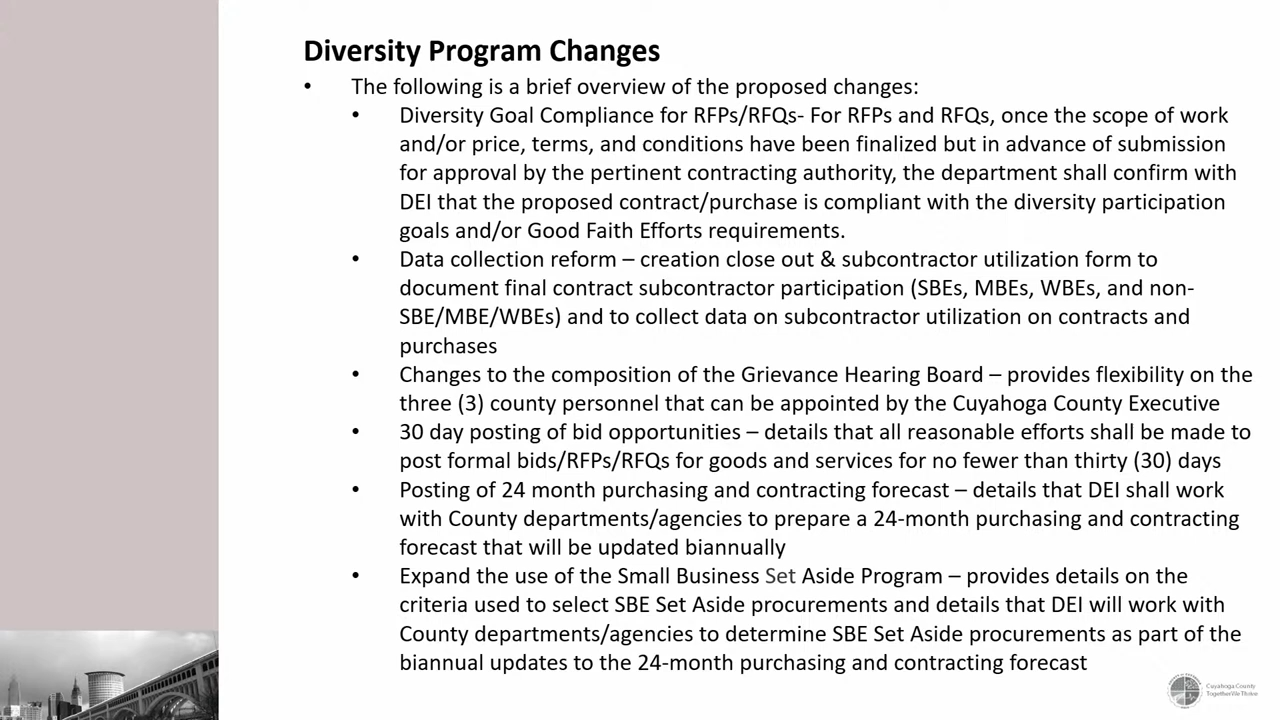 Diversity Program Changes
• The following is a brief overview of the proposed changes:
• Diversity Goal Compliance for RFPs/RFQs- For RFPs and RFQs, once the scope of work
and/or price, terms, and conditions have been finalized but in advance of submission
for approval by the pertinent contracting authority, the department shall confirm with
DEI that the proposed contract/purchase is compliant with the diversity participation
goals and/or Good Faith Efforts requirements.
• Data collection reform – creation close out & subcontractor utilization form to
document final contract subcontractor participation (SBEs, MBEs, WBEs, and non-
SBE/MBE/WBEs) and to collect data on subcontractor utilization on contracts and
purchases
• Changes to the composition of the Grievance Hearing Board – provides flexibility on the
three (3) county personnel that can be appointed by the Cuyahoga County Executive
• 30 day posting of bid opportunities – details that all reasonable efforts shall be made to
post formal bids/RFPs/RFQs for goods and services for no fewer than thirty (30) days
• Posting of 24 month purchasing and contracting forecast – details that DEI shall work
with County departments/agencies to prepare a 24-month purchasing and contracting
forecast that will be updated biannually
• Expand the use of the Small Business Set Aside Program – provides details on the
criteria used to select SBE Set Aside procurements and details that DEI will work with
County departments/agencies to determine SBE Set Aside procurements as part of the
biannual updates to the 24-month purchasing and contracting forecast
Cuyahoga County
Together We Thrive